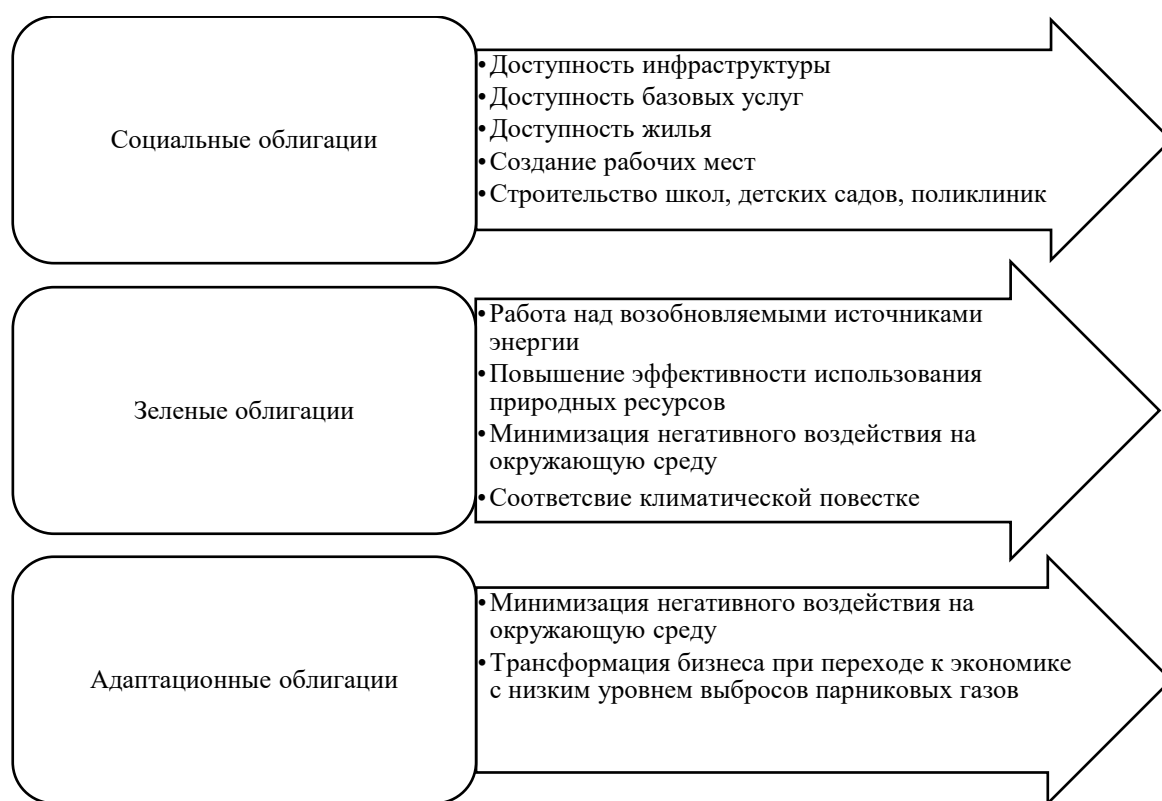 Социальные облигации
•Доступность инфраструктуры
•Доступность базовых услуг
•Доступность жилья
•Создание рабочих мест
•Строительство школ, детских садов, поликлиник
Зеленые облигации
•Работа над возобновляемыми источниками
энергии
•Повышение эффективности использования
природных ресурсов
•Минимизация негативного воздействия на
окружающую среду
•Соответсвие климатической повестке
Адаптационные облигации
•Минимизация негативного воздействия на
окружающую среду
•Трансформация бизнеса при переходе к экономике
с низким уровнем выбросов парниковых газов